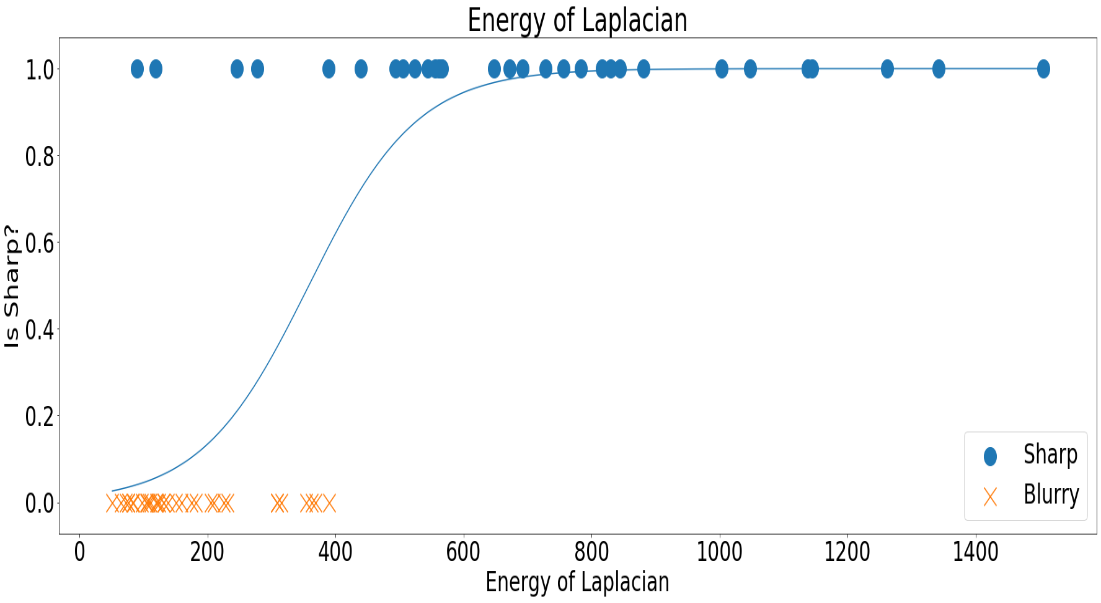 Energy of Laplacian
1.0
0.8
0.6
0.4
0.2
0.0
Is Sharp?
Sharp
Blurry
0 200 400 600 800 1000 1200 1400
Energy of Laplacian